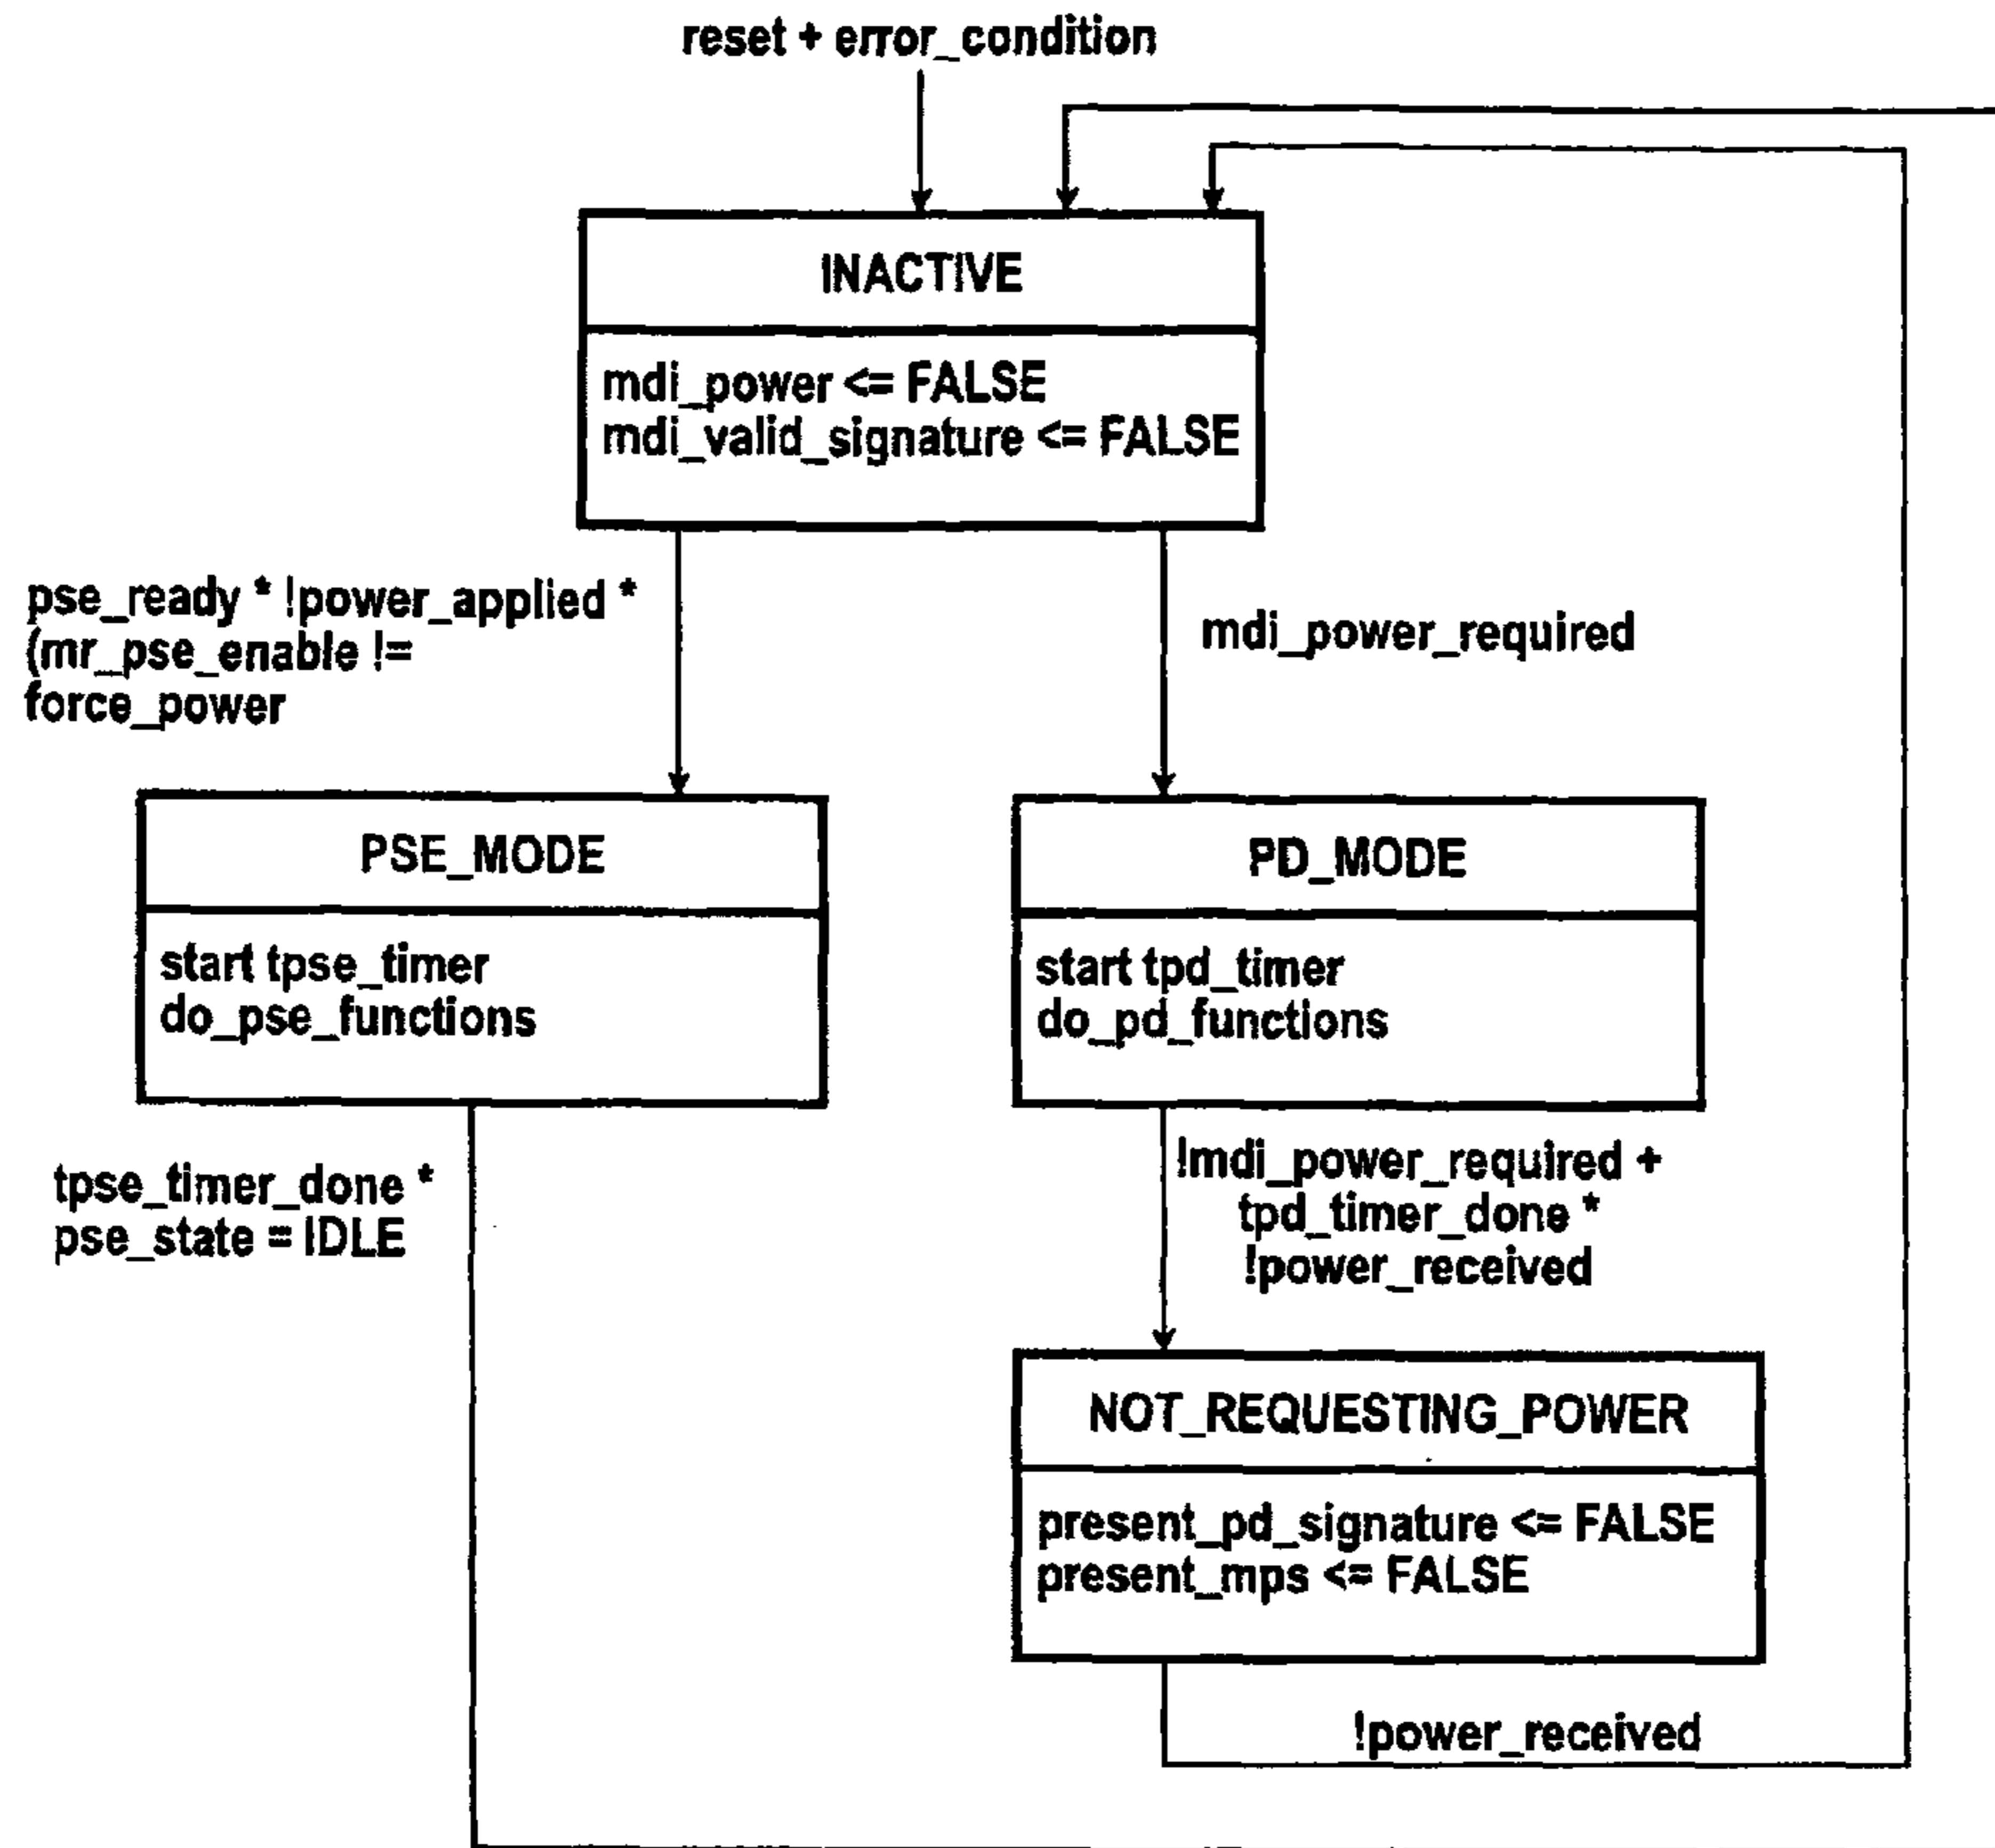 reset + error_condition
INACTIVE
mdi_power <= FALSE
mdi_valid_signature <= FALSE
pse_ready * !power_applied *
(mr_pse_enable !=
force_power
mdi_power_required
PSE_MODE
start tpse_timer
do_pse_functions
PD_MODE
start tpd_timer
do_pd_functions
tpse_timer_done *
pse_state = IDLE
!mdi_power_required +
tpd_timer_done *
!power_received
NOT_REQUESTING_POWER
present_pd_signature <= FALSE
present_mps <= FALSE
!power_received